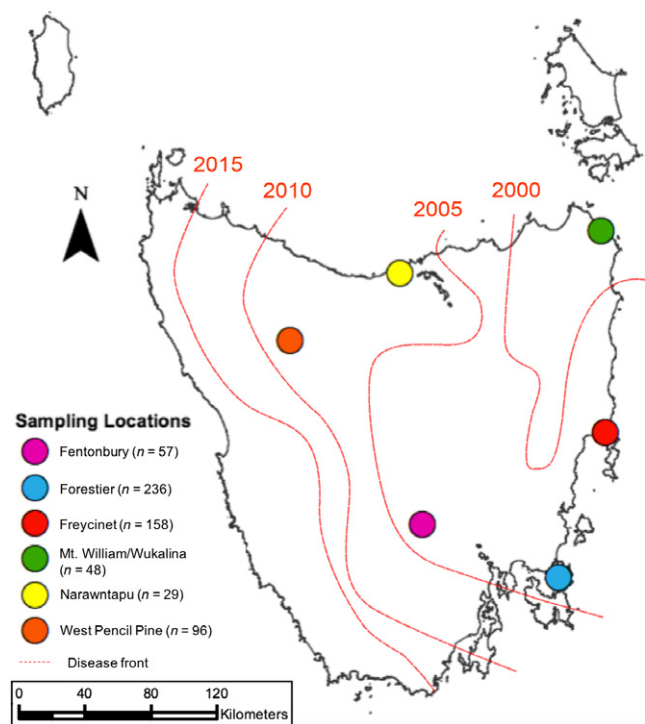 2015
2010
2005
2000
N
Sampling Locations
Fentonbury (n = 57)
Forestier (n = 236)
Freycinet (n = 158)
Mt. William/Wukalina
(n = 48)
Narawntapu (n = 29)
West Pencil Pine (n = 96)
Disease front
0 20 40 80 120
Kilometers